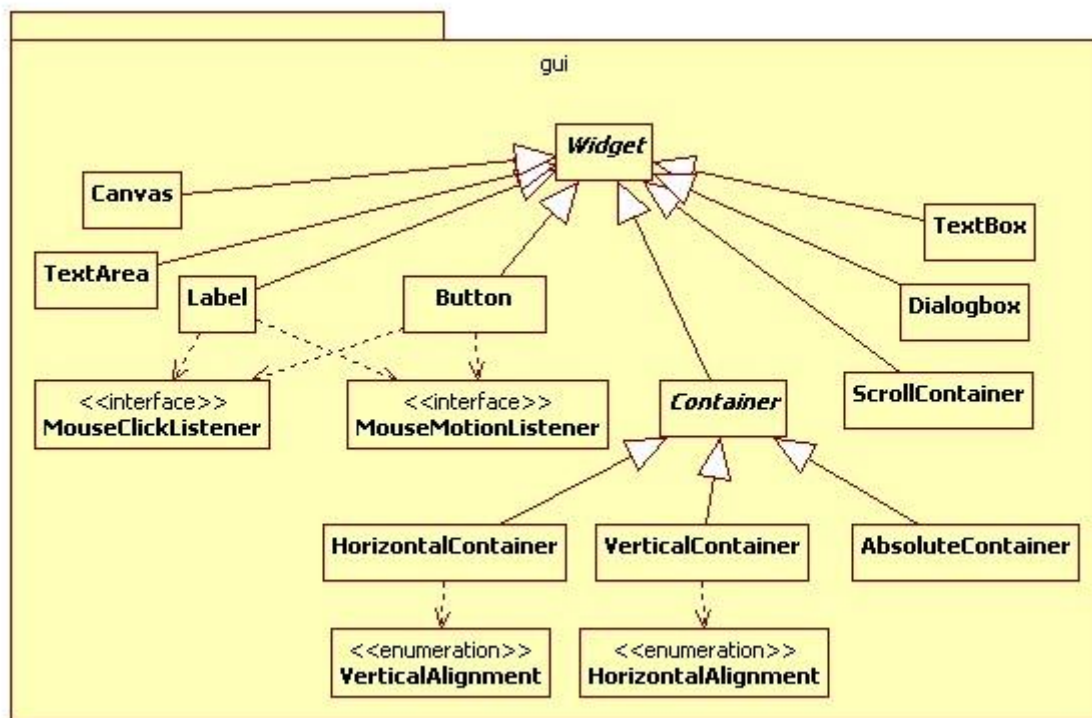 gui
Widget
Canvas
TextBox
TextArea
Label
Button
Dialogbox
<<interface>>
MouseClickListener
<<interface>>
MouseMotionListener
Container
ScrollContainer
HorizontalContainer
VerticalContainer
AbsoluteContainer
<<enumeration>>
VerticalAlignment
<<enumeration>>
HorizontalAlignment